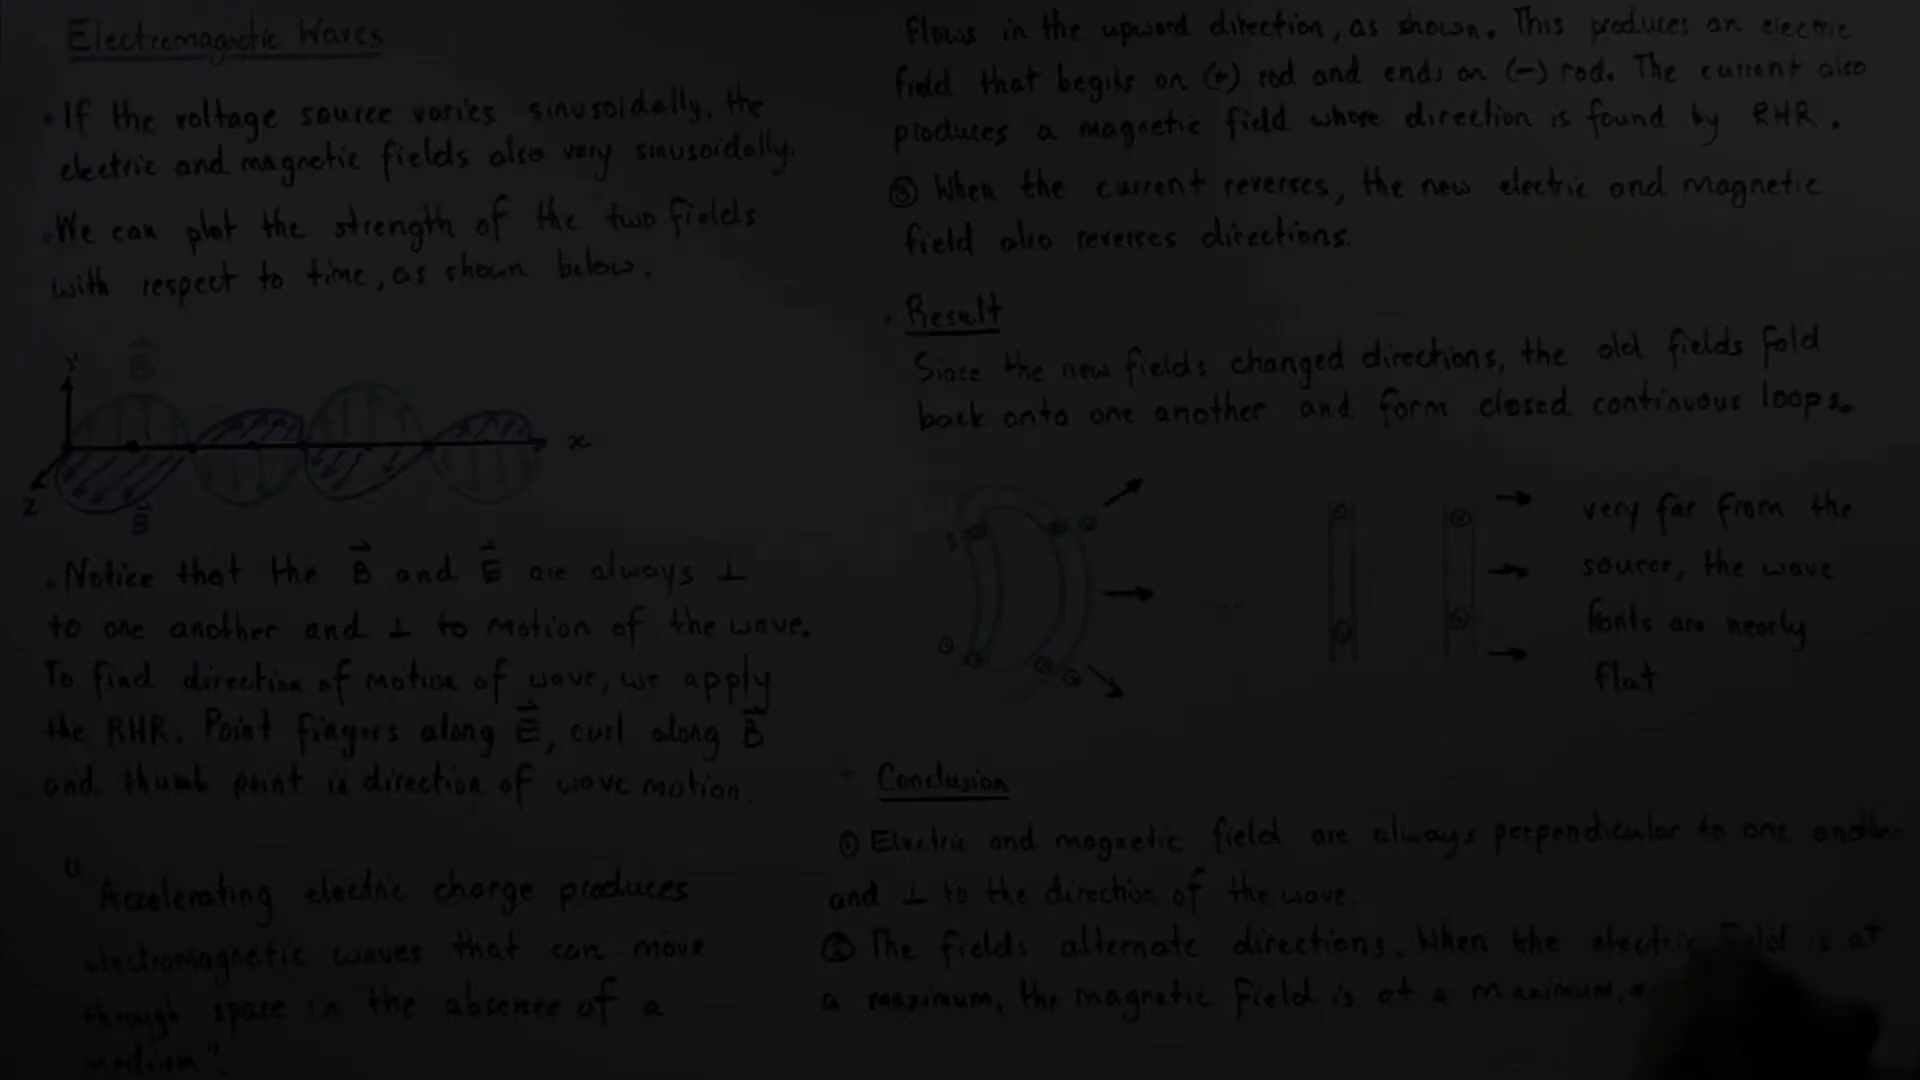 Electromagnetic Waves
• If the voltage source varies sinusoidally, the
electric and magnetic fields also vary sinusoidally.
• We can plot the strength of the two fields
with respect to time, as shown below.
Y
B
x
Z
B
• Notice that the B and E are always ⊥
to one another and ⊥ to motion of the wave.
To find direction of motion of wave, we apply
the RHR. Point fingers along E, curl along B
and thumb point in direction of wave motion.
"Accelerating electric charge produces
electromagnetic waves that can move
through space in the absence of a
medium".
flows in the upward direction, as shown. This produces an electric
field that begins on (+) rod and ends on (-) rod. The current also
produces a magnetic field whose direction is found by RHR.
③ When the current reverses, the new electric and magnetic
field also reverses directions.
• Result
Since the new fields changed directions, the old fields fold
back onto one another and form closed continuous loops.
very far from the
source, the wave
fronts are nearly
flat
• Conclusion
① Electric and magnetic field are always perpendicular to one another
and ⊥ to the direction of the wave.
② The fields alternate directions. When the electric field is at
a maximum, the magnetic field is at a maximum,